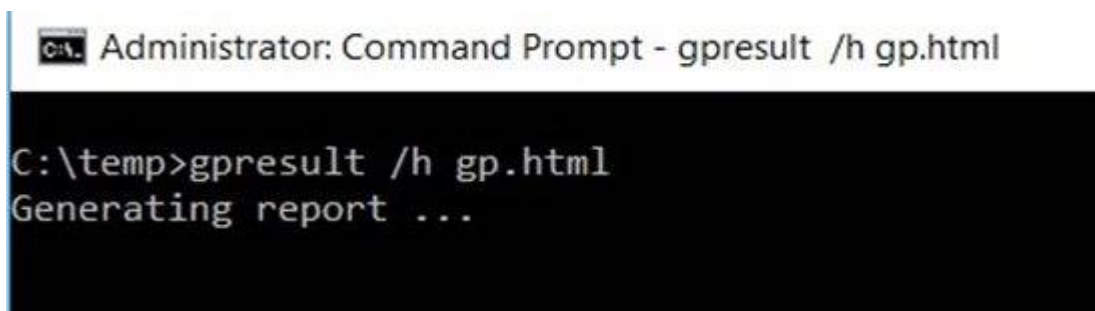 Administrator: Command Prompt - gpresult /h gp.html
C:\temp>gpresult /h gp.html
Generating report ...